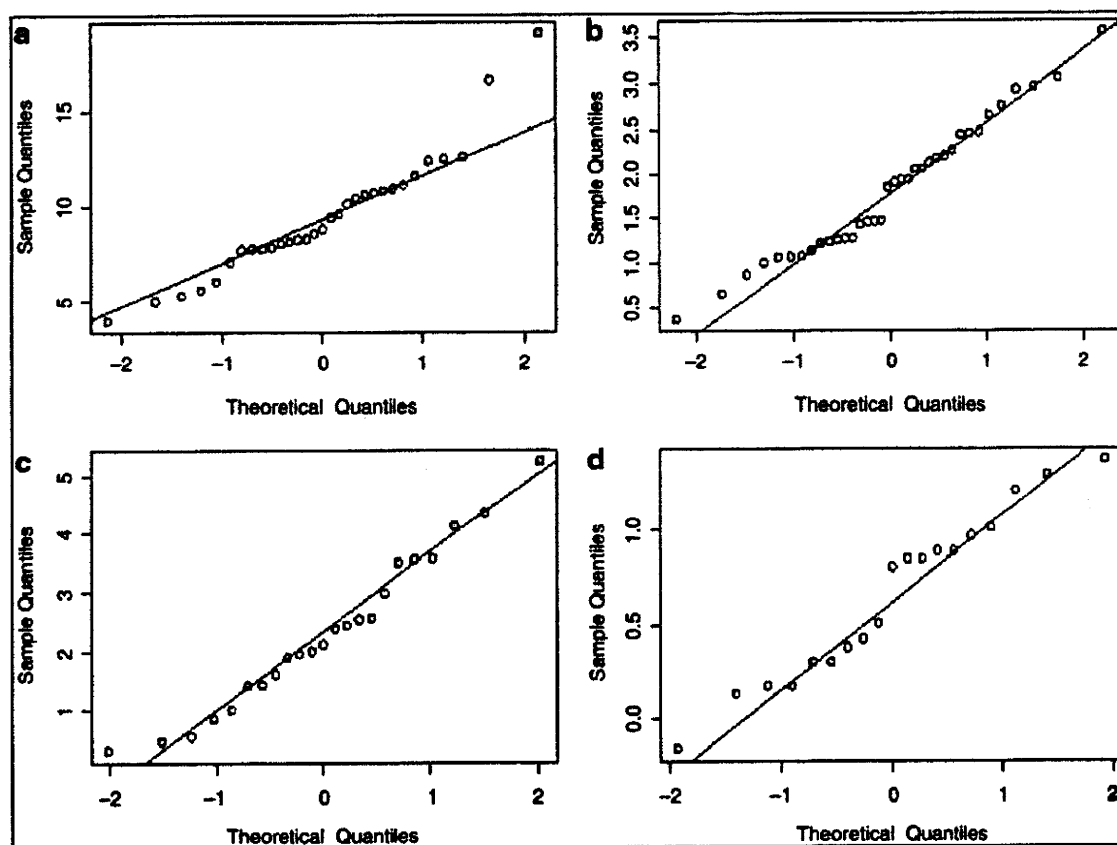 a
Sample Quantiles
15
10
5
−2 −1 0 1 2
Theoretical Quantiles
b
Sample Quantiles
3.5
3.0
2.5
2.0
1.5
1.0
0.5
−2 −1 0 1 2
Theoretical Quantiles
c
Sample Quantiles
5
4
3
2
1
−2 −1 0 1 2
Theoretical Quantiles
d
Sample Quantiles
1.0
0.5
0.0
−2 −1 0 1 2
Theoretical Quantiles